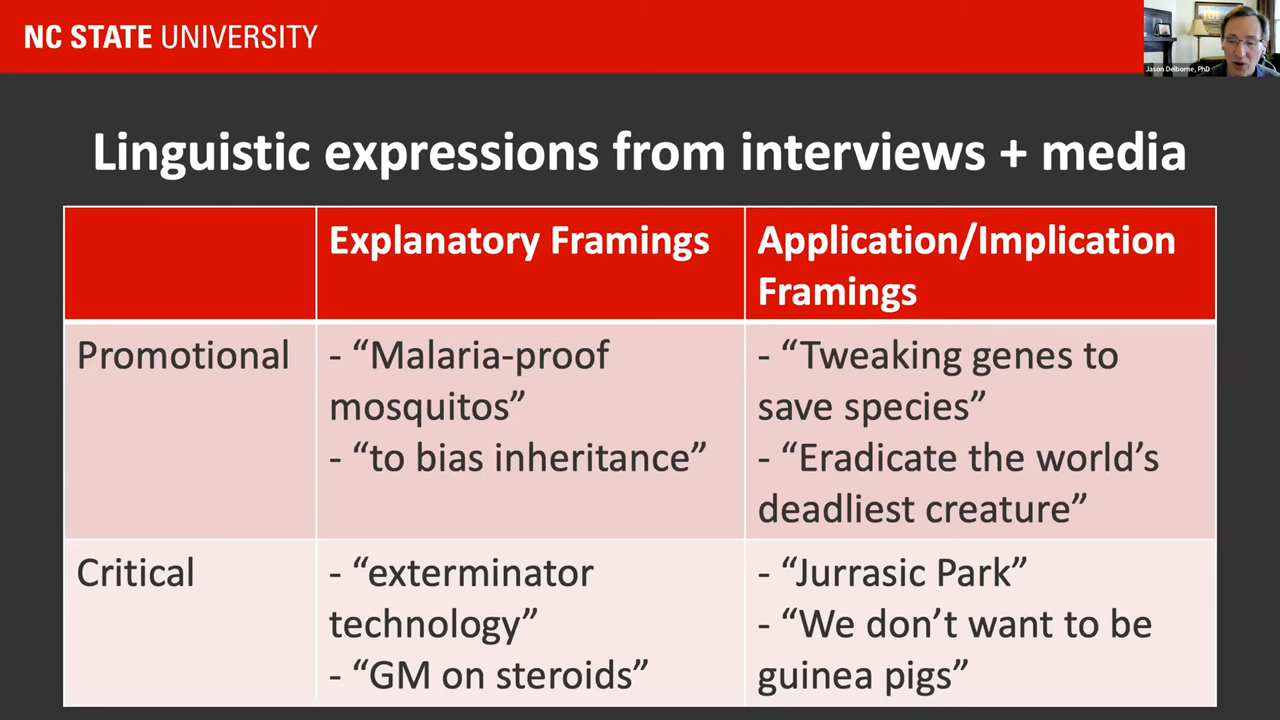 NC STATE UNIVERSITY
Jason Delborne, PhD
Linguistic expressions from interviews + media
Explanatory Framings
Application/Implication
Framings
Promotional
- “Malaria-proof
mosquitos”
- “to bias inheritance”
- “Tweaking genes to
save species”
- “Eradicate the world’s
deadliest creature”
Critical
- “exterminator
technology”
- “GM on steroids”
- “Jurrasic Park”
- “We don’t want to be
guinea pigs”